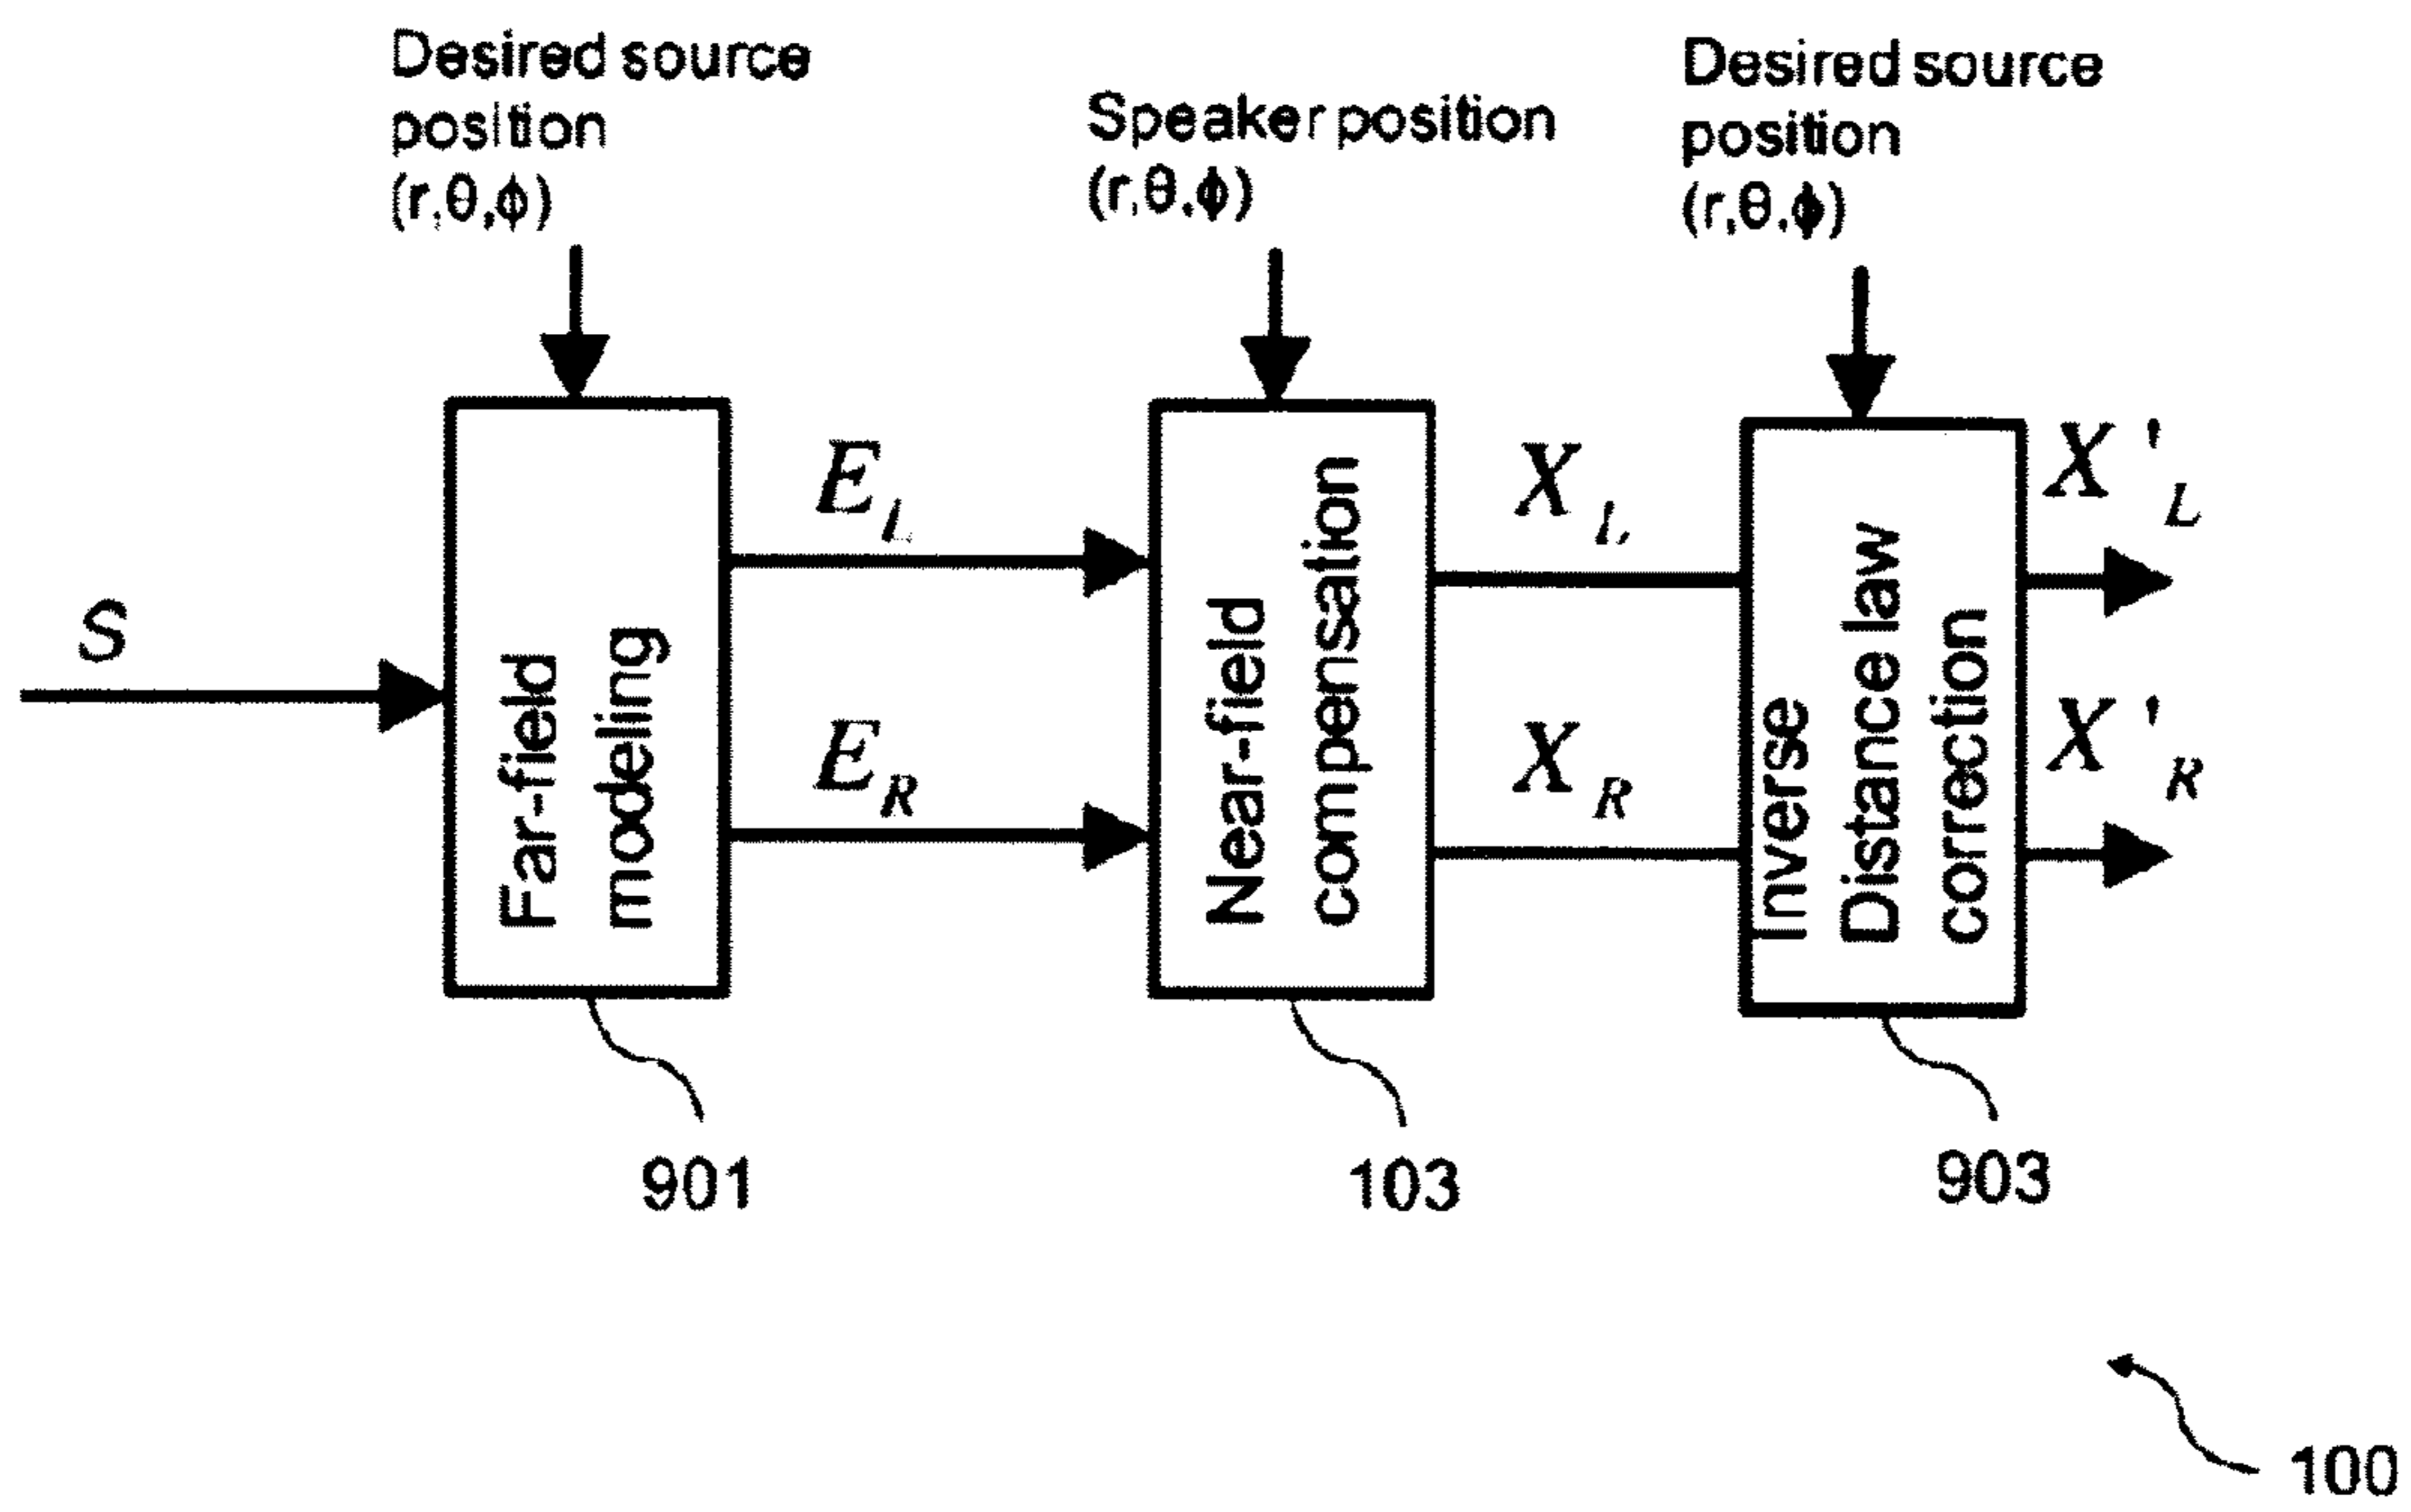 Desired source
position
(r,θ,ϕ)
Speaker position
(r,θ,ϕ)
Desired source
position
(r,θ,ϕ)
S
Far-field
modeling
E_L
E_R
Near-field
compensation
X_L
X_R
Inverse
Distance law
correction
X'_L
X'_R
901
103
903
100